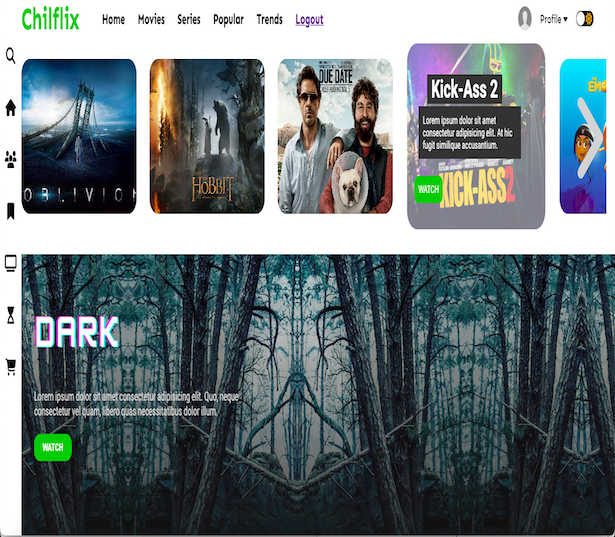 Chilflix
Home Movies Series Popular Trends Logout
Profile
OBLIVION
THE HOBBIT
DUE DATE
Kick-Ass 2
Lorem ipsum dolor sit amet
consectetur adipisicing elit. At hic
fugit similique accusantium.
WATCH
KICK-ASS 2
DARK
Lorem ipsum dolor sit amet consectetur adipisicing elit. Quo, neque
consectetur vel quam, libero quas necessitatibus dolor illum.
WATCH